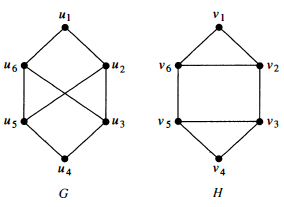 u₁ v₁
u₆ u₂ v₆ v₂
u₅ u₃ v₅ v₃
u₄ v₄
G H